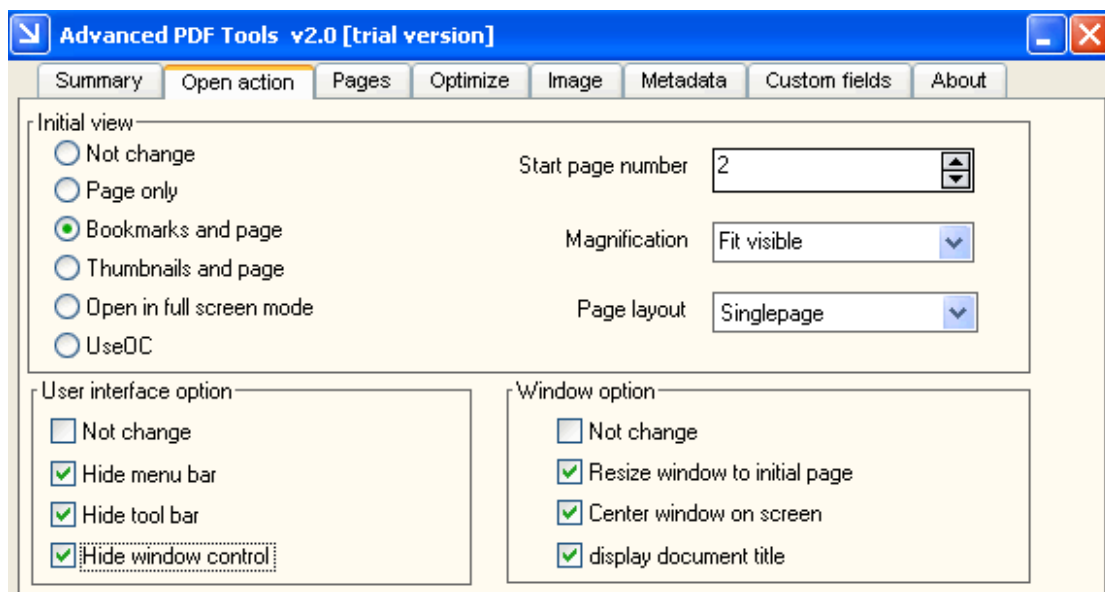 Advanced PDF Tools v2.0 [trial version]
Summary Open action Pages Optimize Image Metadata Custom fields About
Initial view
Not change
Page only
Bookmarks and page
Thumbnails and page
Open in full screen mode
UseOC
Start page number 2
Magnification Fit visible
Page layout Singlepage
User interface option
Not change
Hide menu bar
Hide tool bar
Hide window control
Window option
Not change
Resize window to initial page
Center window on screen
display document title